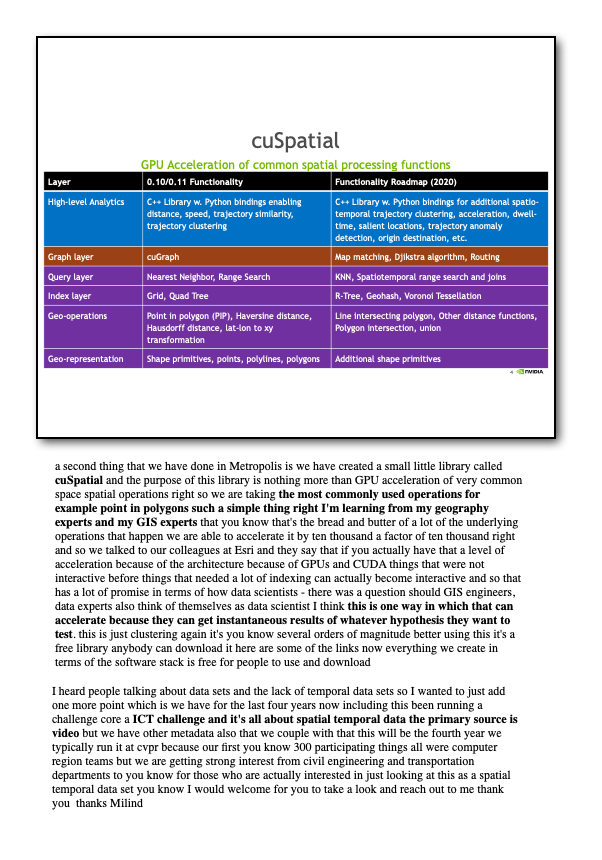 cuSpatial
GPU Acceleration of common spatial processing functions
Layer 0.10/0.11 Functionality Functionality Roadmap (2020)
High-level Analytics C++ Library w. Python bindings enabling distance, speed, trajectory similarity, trajectory clustering C++ Library w. Python bindings for additional spatio-temporal trajectory clustering, acceleration, dwell-time, salient locations, trajectory anomaly detection, origin destination, etc.
Graph layer cuGraph Map matching, Djikstra algorithm, Routing
Query layer Nearest Neighbor, Range Search KNN, Spatiotemporal range search and joins
Index layer Grid, Quad Tree R-Tree, Geohash, Voronoi Tessellation
Geo-operations Point in polygon (PIP), Haversine distance, Hausdorff distance, lat-lon to xy transformation Line intersecting polygon, Other distance functions, Polygon intersection, union
Geo-representation Shape primitives, points, polylines, polygons Additional shape primitives
4 NVIDIA
a second thing that we have done in Metropolis is we have created a small little library called
cuSpatial and the purpose of this library is nothing more than GPU acceleration of very common
space spatial operations right so we are taking the most commonly used operations for
example point in polygons such a simple thing right I'm learning from my geography
experts and my GIS experts that you know that's the bread and butter of a lot of the underlying
operations that happen we are able to accelerate it by ten thousand a factor of ten thousand right
and so we talked to our colleagues at Esri and they say that if you actually have that a level of
acceleration because of the architecture because of GPUs and CUDA things that were not
interactive before things that needed a lot of indexing can actually become interactive and so that
has a lot of promise in terms of how data scientists - there was a question should GIS engineers,
data experts also think of themselves as data scientist I think this is one way in which that can
accelerate because they can get instantaneous results of whatever hypothesis they want to
test. this is just clustering again it's you know several orders of magnitude better using this it's a
free library anybody can download it here are some of the links now everything we create in
terms of the software stack is free for people to use and download
I heard people talking about data sets and the lack of temporal data sets so I wanted to just add
one more point which is we have for the last four years now including this been running a
challenge core a ICT challenge and it's all about spatial temporal data the primary source is
video but we have other metadata also that we couple with that this will be the fourth year we
typically run it at cvpr because our first you know 300 participating things all were computer
region teams but we are getting strong interest from civil engineering and transportation
departments to you know for those who are actually interested in just looking at this as a spatial
temporal data set you know I would welcome for you to take a look and reach out to me thank
you thanks Milind